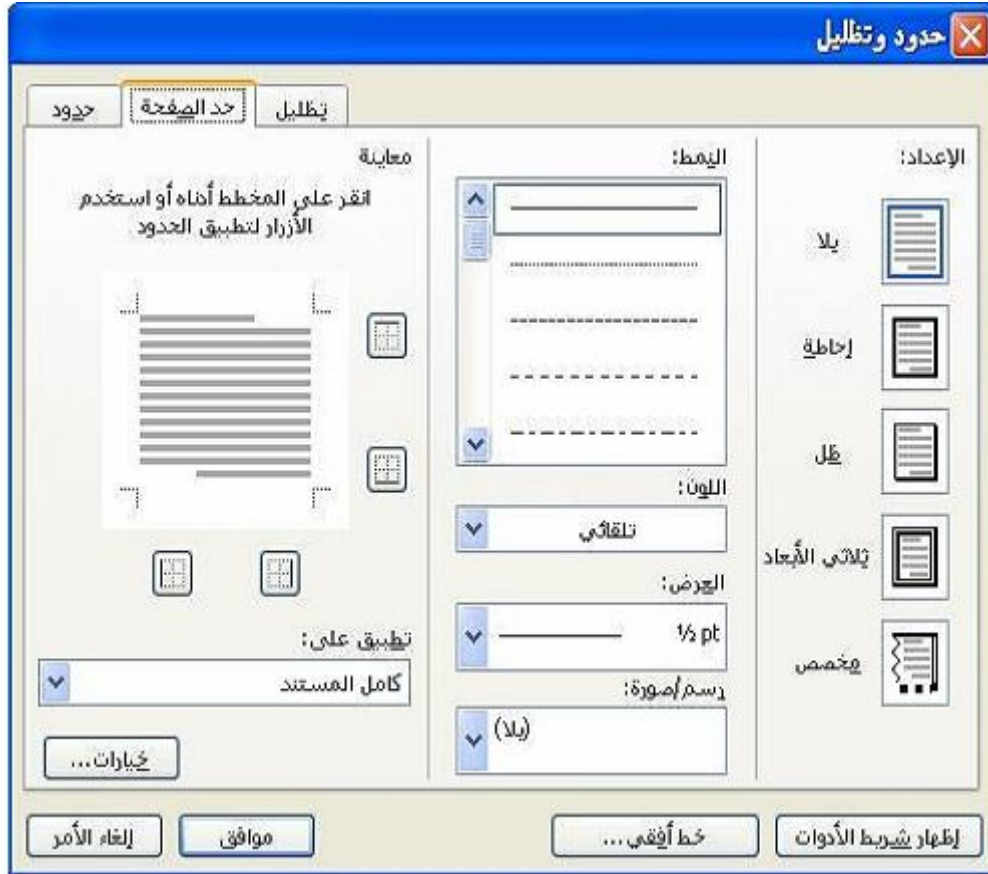 حدود وتظليل
تظليل
حد الصفحة
حدود
الإعداد:
بلا
إحاطة
ظل
ثلاثي الأبعاد
مخصص
النمط:
اللون:
تلقائي
العرض:
½ pt
رسم/صورة:
(بلا)
معاينة
انقر على المخطط أدناه أو استخدم
الأزرار لتطبيق الحدود
تطبيق على:
كامل المستند
خيارات...
إظهار شريط الأدوات
خط أفقي...
موافق
إلغاء الأمر